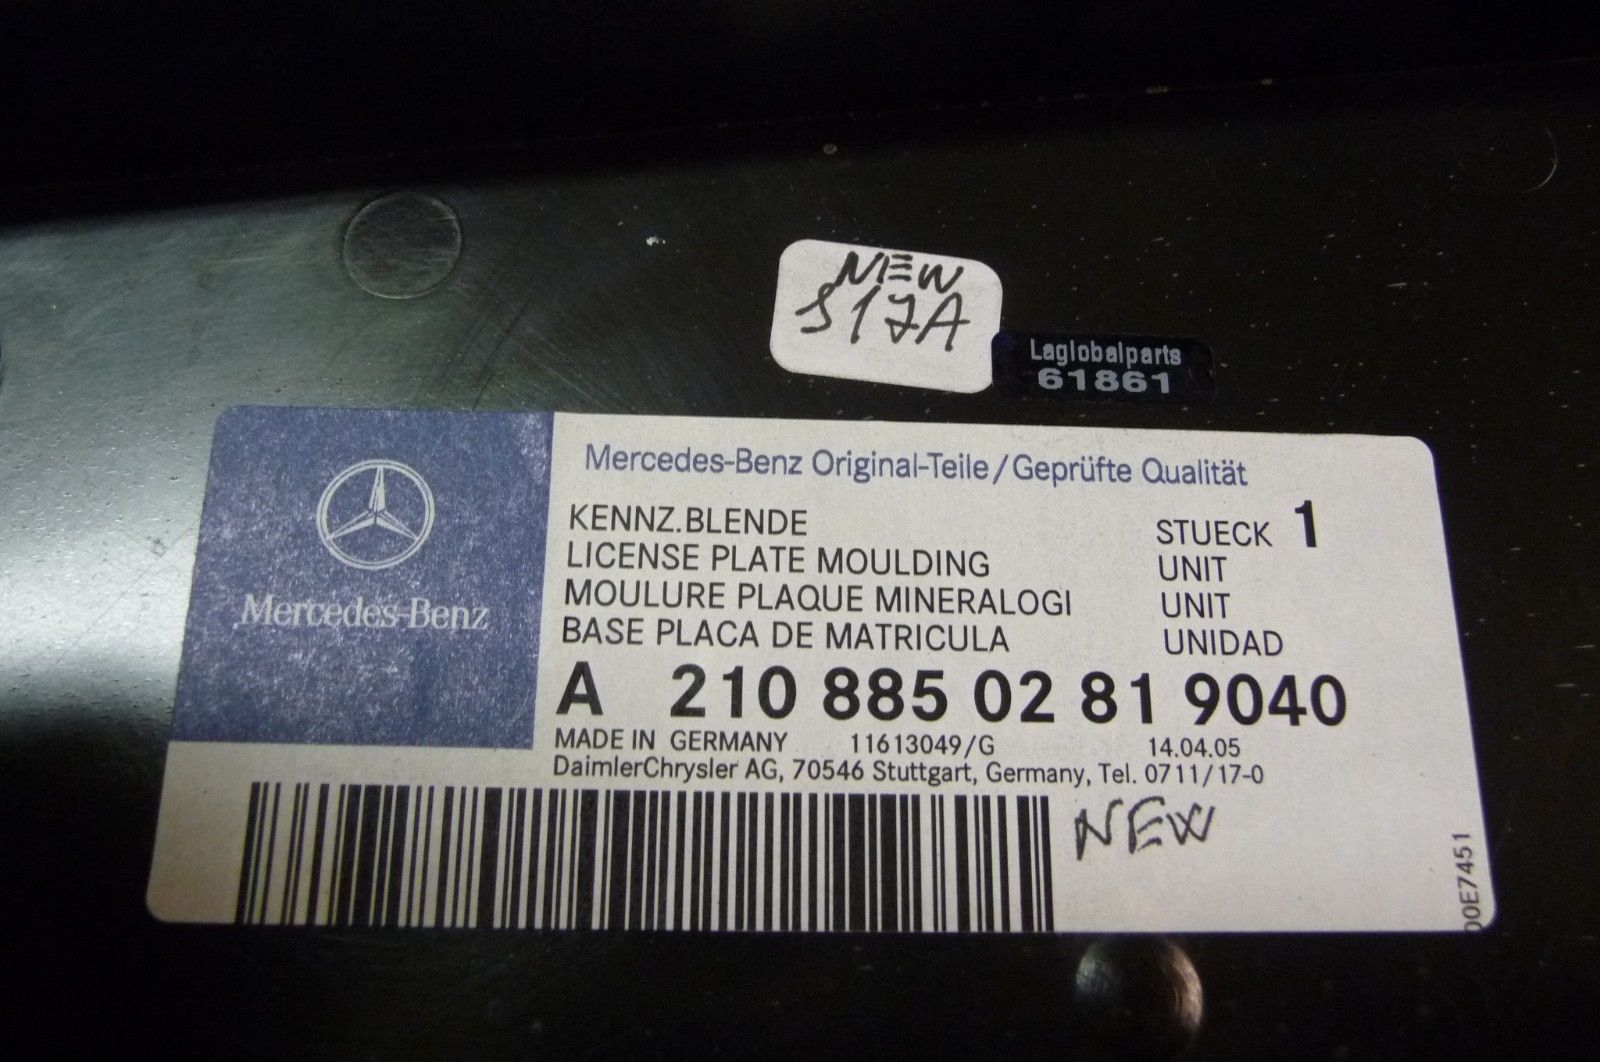 NEW
S17A
Laglobalparts
61861
Mercedes-Benz
Mercedes-Benz Original-Teile/Geprüfte Qualität
KENNZ.BLENDE STUECK 1
LICENSE PLATE MOULDING UNIT
MOULURE PLAQUE MINERALOGI UNIT
BASE PLACA DE MATRICULA UNIDAD
A 210 885 02 81 9040
MADE IN GERMANY 11613049/G 14.04.05
DaimlerChrysler AG, 70546 Stuttgart, Germany, Tel. 0711/17-0
NEW
00E7451